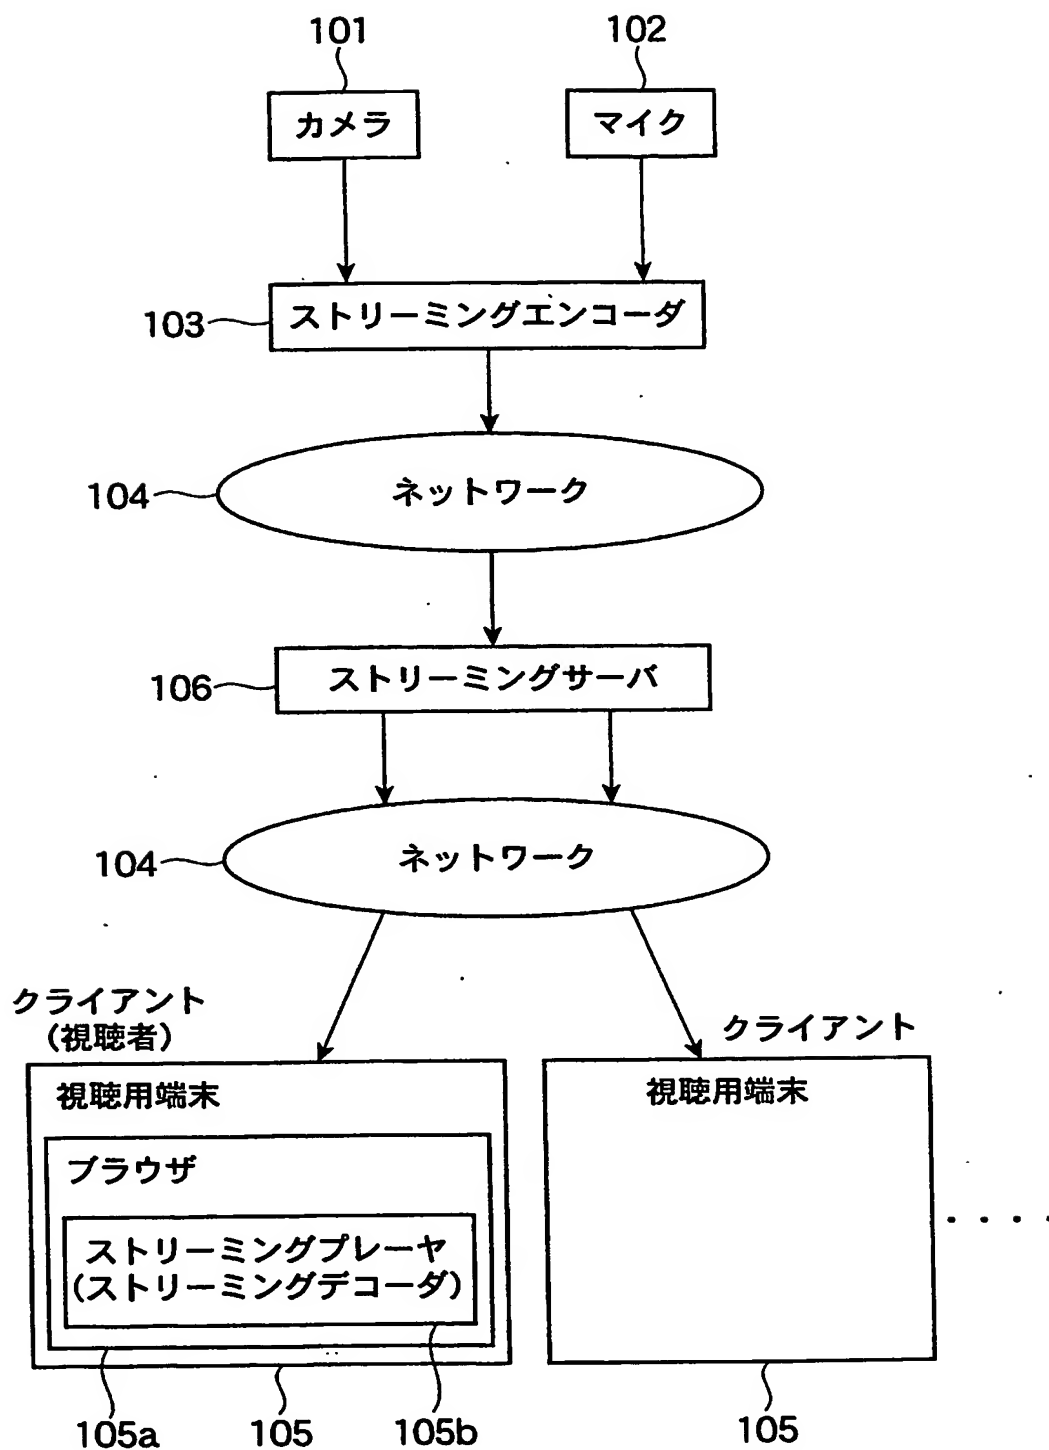 101
102
カメラ
マイク
103
ストリーミングエンコーダ
104
ネットワーク
106
ストリーミングサーバ
104
ネットワーク
クライアント
(視聴者)
視聴用端末
ブラウザ
ストリーミングプレーヤ
(ストリーミングデコーダ)
105a
105
105b
クライアント
視聴用端末
105
. . . .